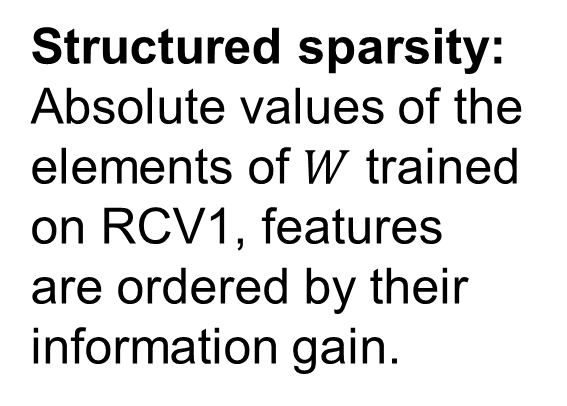 Structured sparsity:
Absolute values of the
elements of W trained
on RCV1, features
are ordered by their
information gain.